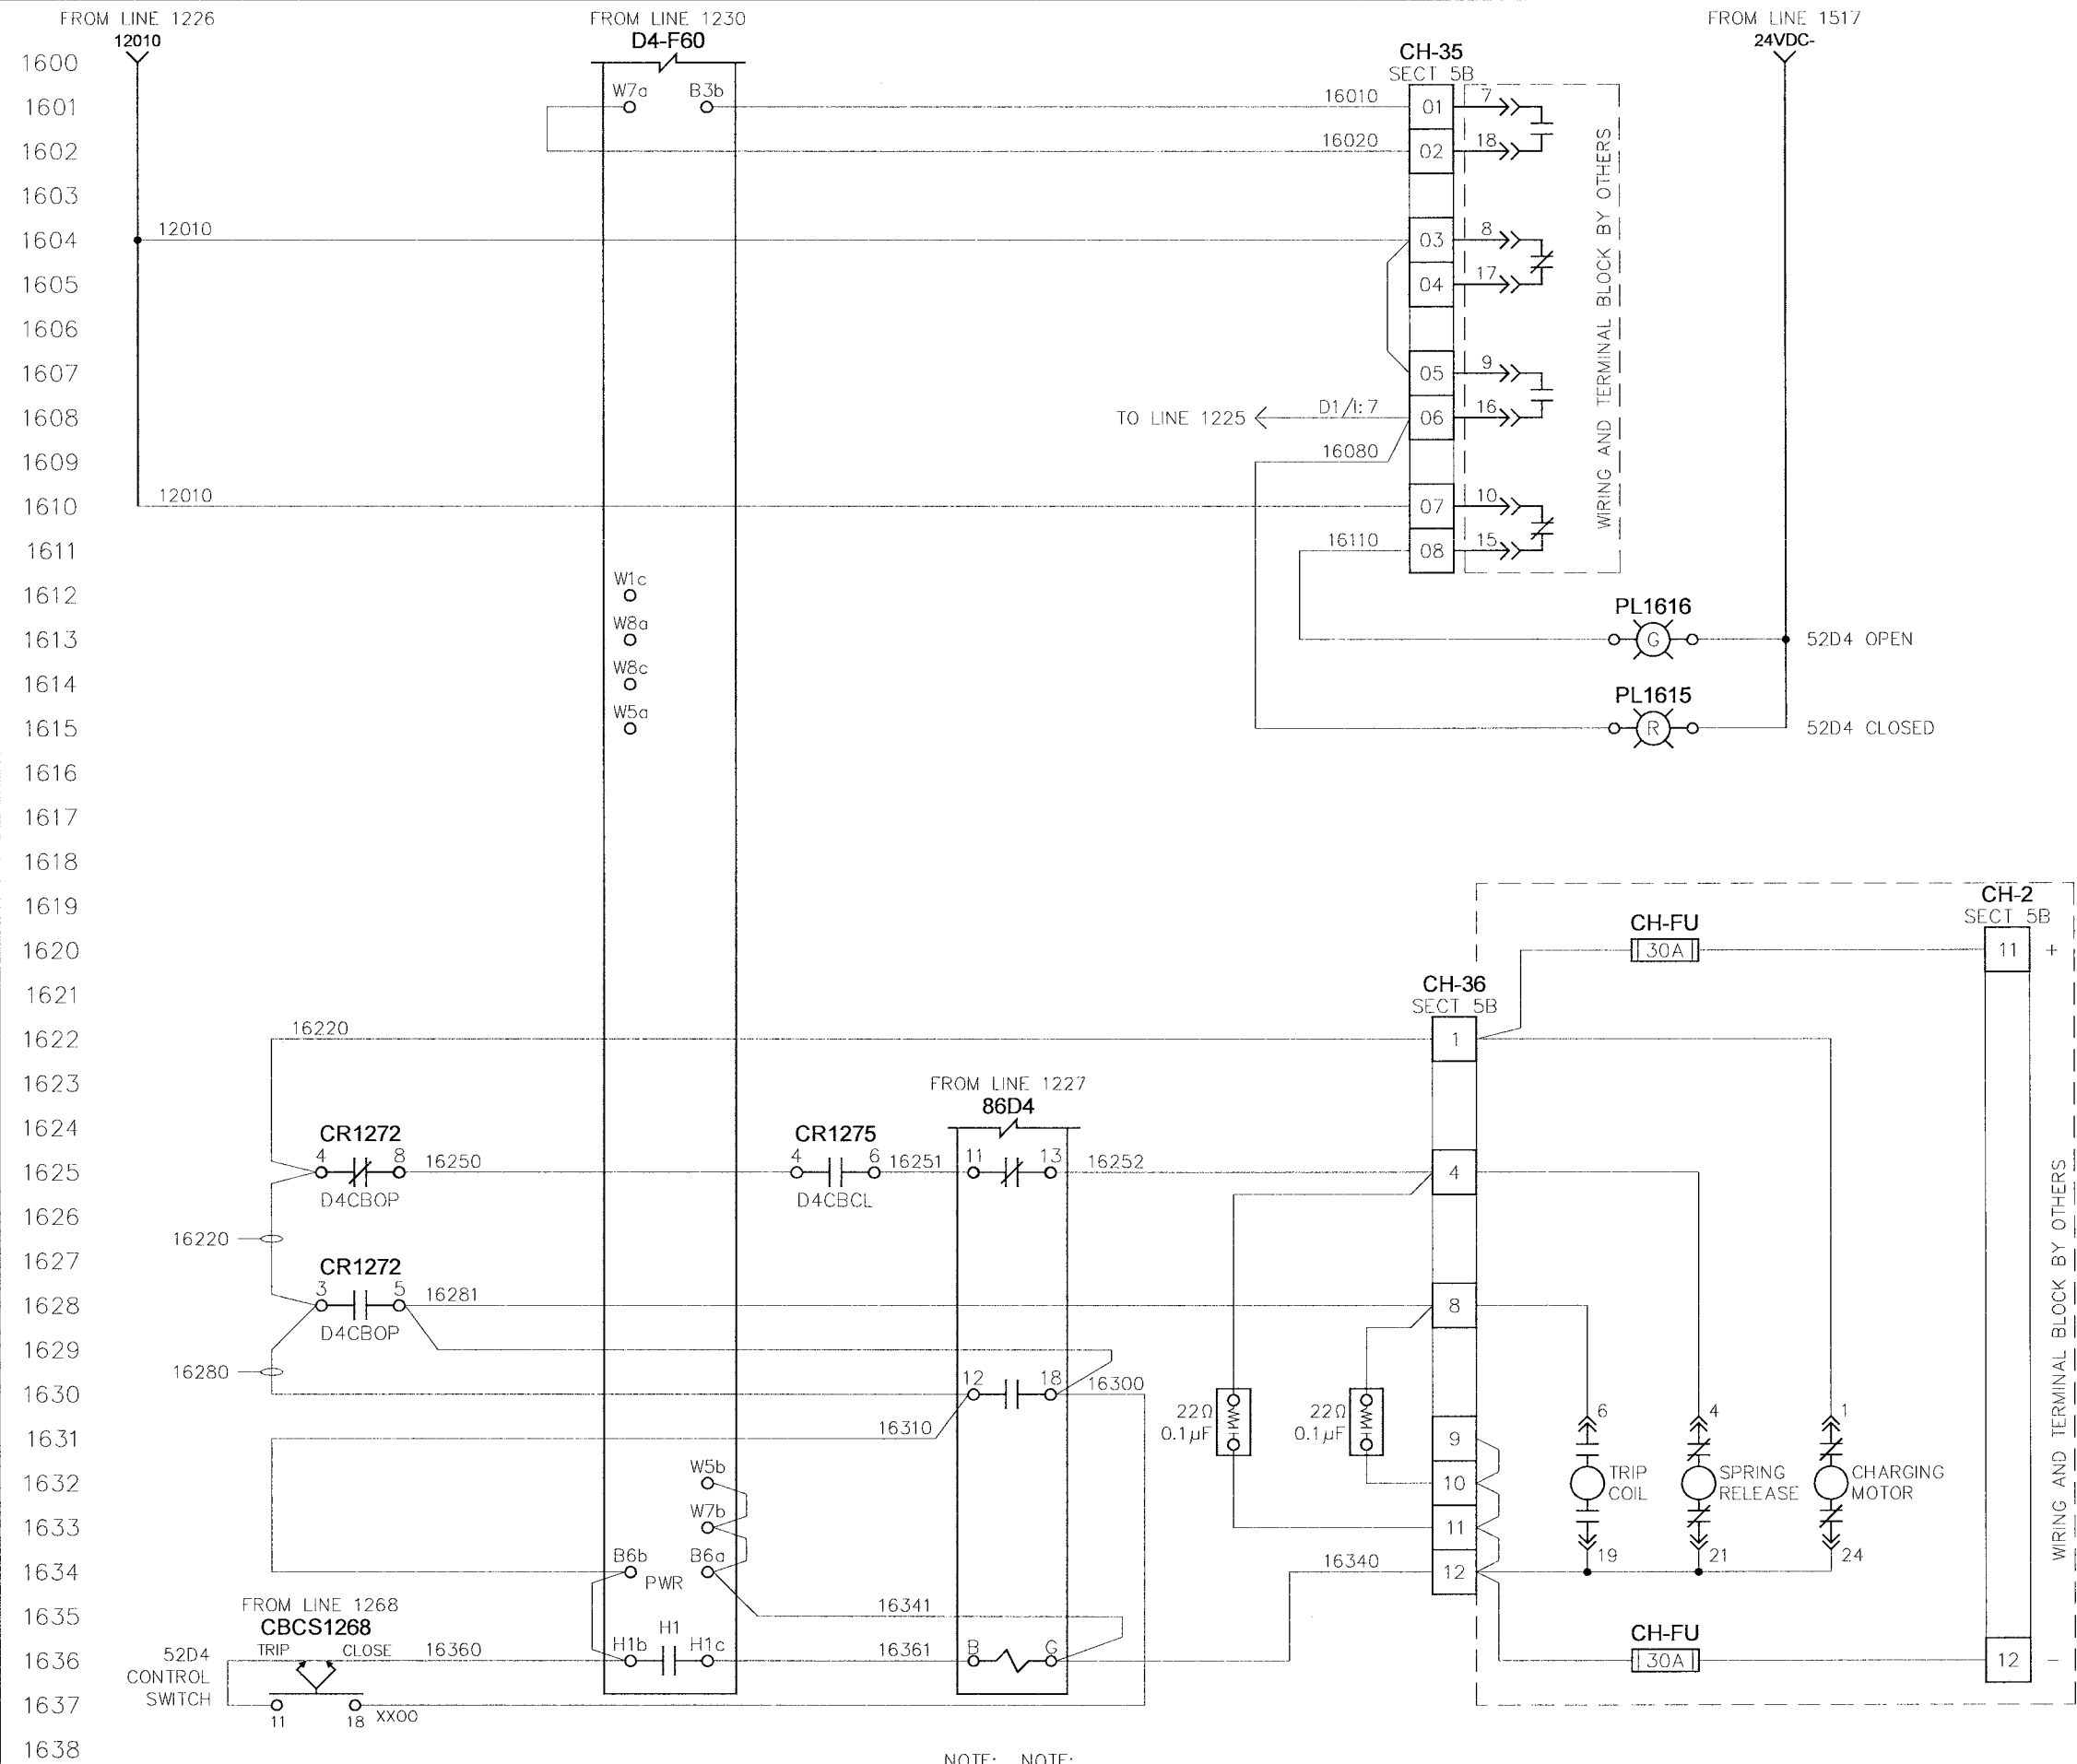 FROM LINE 1226
12010
FROM LINE 1230
D4-F60
FROM LINE 1517
24VDC-
CH-35
SECT 5B
1600
W7a
B3b
1601
16010
01
7
1602
16020
02
18
1603
1604
12010
03
8
1605
04
17
1606
1607
05
9
1608
TO LINE 1225
D1/I:7
06
16
1609
16080
1610
12010
07
10
1611
16110
08
15
WIRING AND TERMINAL BLOCK BY OTHERS
1612
W1c
1613
W8a
PL1616
G
52D4 OPEN
1614
W8c
1615
W5a
PL1615
R
52D4 CLOSED
1616
1617
1618
1619
CH-2
SECT 5B
1620
CH-FU
30A
11
+
1621
CH-36
SECT 5B
1622
16220
1
1623
FROM LINE 1227
86D4
1624
CR1272
CR1275
1625
4
8
16250
4
6
16251
11
13
16252
4
D4CBOP
D4CBCL
1626
16220
1627
CR1272
1628
3
5
16281
8
D4CBOP
1629
16280
1630
12
18
16300
22Ω
0.1µF
22Ω
0.1µF
1631
16310
9
6
4
1
1632
W5b
10
TRIP
COIL
SPRING
RELEASE
CHARGING
MOTOR
1633
W7b
11
1634
B6b
PWR
B6a
16340
12
19
21
24
1635
FROM LINE 1268
CBCS1268
16341
TRIP
CLOSE
1636
52D4
CONTROL
SWITCH
16360
H1b
H1
H1c
16361
B
G
CH-FU
30A
12
-
1637
11
18
XX00
WIRING AND TERMINAL BLOCK BY OTHERS
1638
NOTE: NOTE: